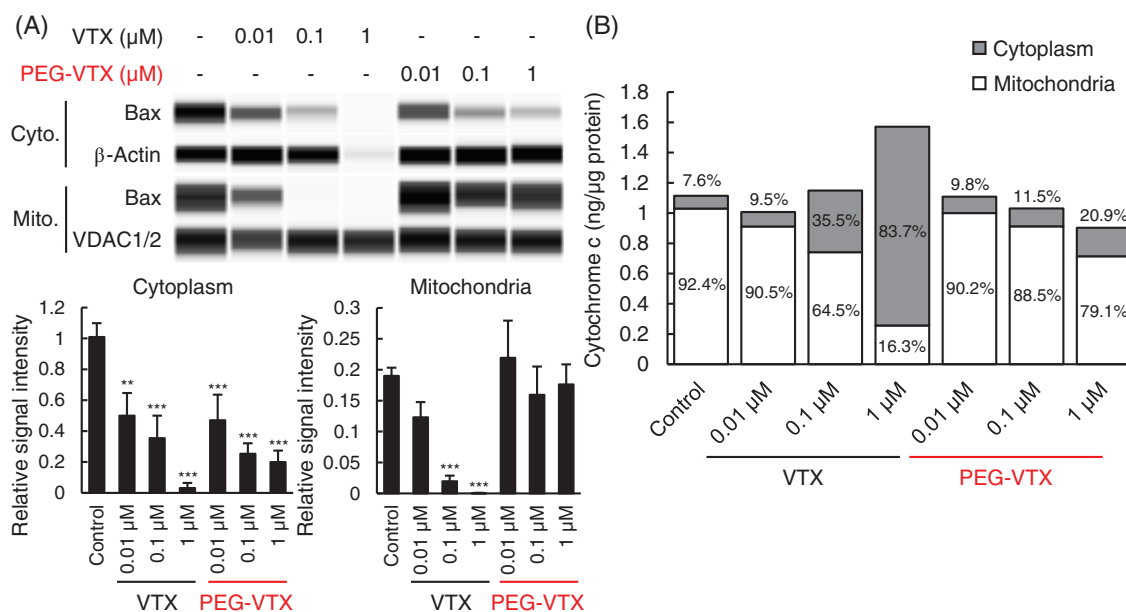 (A)
VTX (μM) - 0.01 0.1 1 - - -
PEG-VTX (μM) - - - - 0.01 0.1 1
Cyto.
Bax
β-Actin
Mito.
Bax
VDAC1/2
Cytoplasm
Relative signal intensity
1.2
1
0.8
0.6
0.4
0.2
0
** *** *** *** *** ***
Control 0.01 μM 0.1 μM 1 μM 0.01 μM 0.1 μM 1 μM
VTX PEG-VTX
Mitochondria
Relative signal intensity
0.3
0.25
0.2
0.15
0.1
0.05
0
*** ***
Control 0.01 μM 0.1 μM 1 μM 0.01 μM 0.1 μM 1 μM
VTX PEG-VTX
(B)
Cytoplasm
Mitochondria
Cytochrome c (ng/μg protein)
1.8
1.6
1.4
1.2
1
0.8
0.6
0.4
0.2
0
7.6% 9.5% 35.5% 83.7% 9.8% 11.5% 20.9%
92.4% 90.5% 64.5% 16.3% 90.2% 88.5% 79.1%
Control 0.01 μM 0.1 μM 1 μM 0.01 μM 0.1 μM 1 μM
VTX PEG-VTX